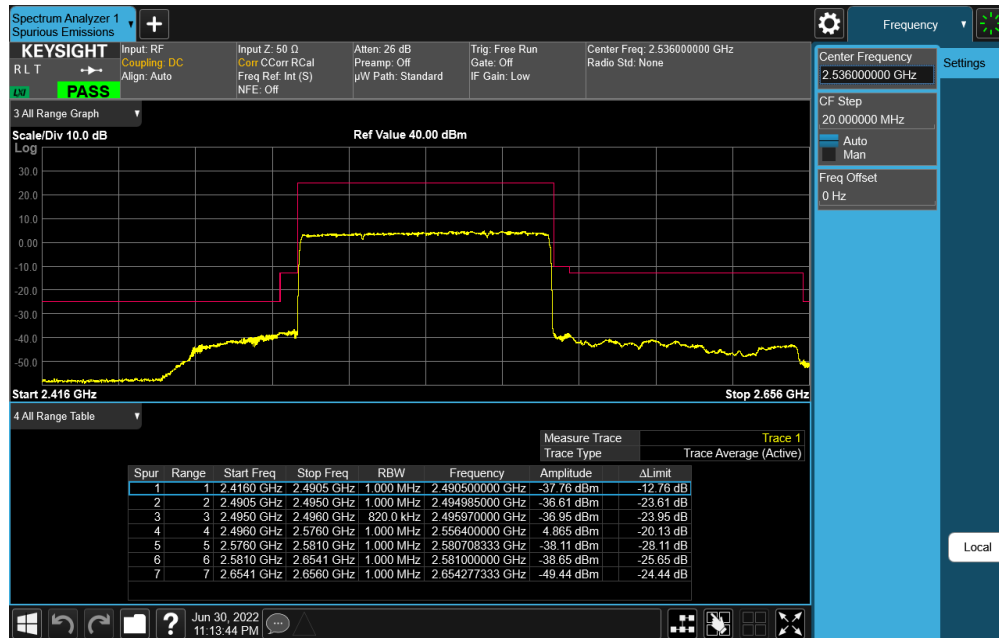 Spectrum Analyzer 1
Spurious Emissions
Frequency
KEYSIGHT
R L T
LXI
PASS
Input: RF
Coupling: DC
Align: Auto
Input Z: 50 Ω
Corr CCorr RCal
Freq Ref: Int (S)
NFE: Off
Atten: 26 dB
Preamp: Off
µW Path: Standard
Trig: Free Run
Gate: Off
IF Gain: Low
Center Freq: 2.536000000 GHz
Radio Std: None
Center Frequency
2.536000000 GHz
Settings
CF Step
20.000000 MHz
Auto
Man
Freq Offset
0 Hz
3 All Range Graph
Scale/Div 10.0 dB
Ref Value 40.00 dBm
Log
30.0
20.0
10.0
0.00
-10.0
-20.0
-30.0
-40.0
-50.0
Start 2.416 GHz
Stop 2.656 GHz
4 All Range Table
Measure Trace Trace 1
Trace Type Trace Average (Active)
Spur Range Start Freq Stop Freq RBW Frequency Amplitude ΔLimit
1 1 2.4160 GHz 2.4905 GHz 1.000 MHz 2.490500000 GHz -37.76 dBm -12.76 dB
2 2 2.4905 GHz 2.4950 GHz 1.000 MHz 2.494985000 GHz -36.61 dBm -23.61 dB
3 3 2.4950 GHz 2.4960 GHz 820.0 kHz 2.495970000 GHz -36.95 dBm -23.95 dB
4 4 2.4960 GHz 2.5760 GHz 1.000 MHz 2.556400000 GHz 4.865 dBm -20.13 dB
5 5 2.5760 GHz 2.5810 GHz 1.000 MHz 2.580708333 GHz -38.11 dBm -28.11 dB
6 6 2.5810 GHz 2.6541 GHz 1.000 MHz 2.581000000 GHz -38.65 dBm -25.65 dB
7 7 2.6541 GHz 2.6560 GHz 1.000 MHz 2.654277333 GHz -49.44 dBm -24.44 dB
Local
Jun 30, 2022
11:13:44 PM